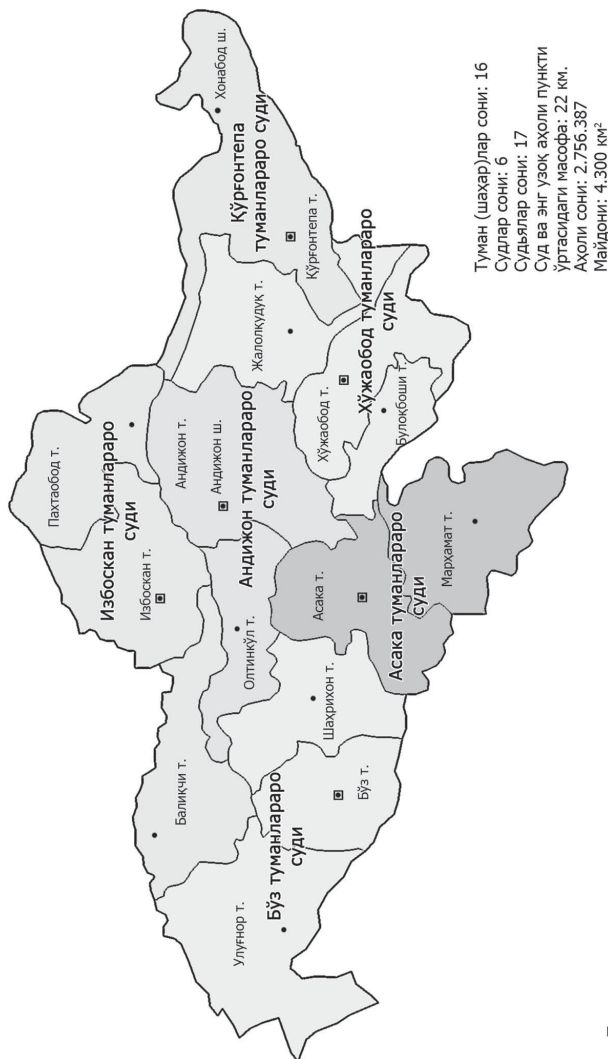 Пахтаобод т.
Избоскан туманлараро
суди
Избоскан т.
Хонобод ш.
Қўрғонтепа
туманлараро суди
Қўрғонтепа т.
Жалолқудуқ т.
Андижон т.
Андижон ш.
Андижон туманлараро
суди
Олтинкўл т.
Балиқчи т.
Улуғнор т.
Бўз туманлараро
суди
Бўз т.
Шаҳрихон т.
Асака т.
Асака туманлараро
суди
Марҳамат т.
Хўжаобод т.
Хўжаобод туманлараро
суди
Булоқбоши т.
Туман (шаҳар)лар сони: 16
Судлар сони: 6
Судьялар сони: 17
Суд ва энг узоқ аҳоли пункти
ўртасидаги масофа: 22 км.
Аҳоли сони: 2.756.387
Майдони: 4.300 км²